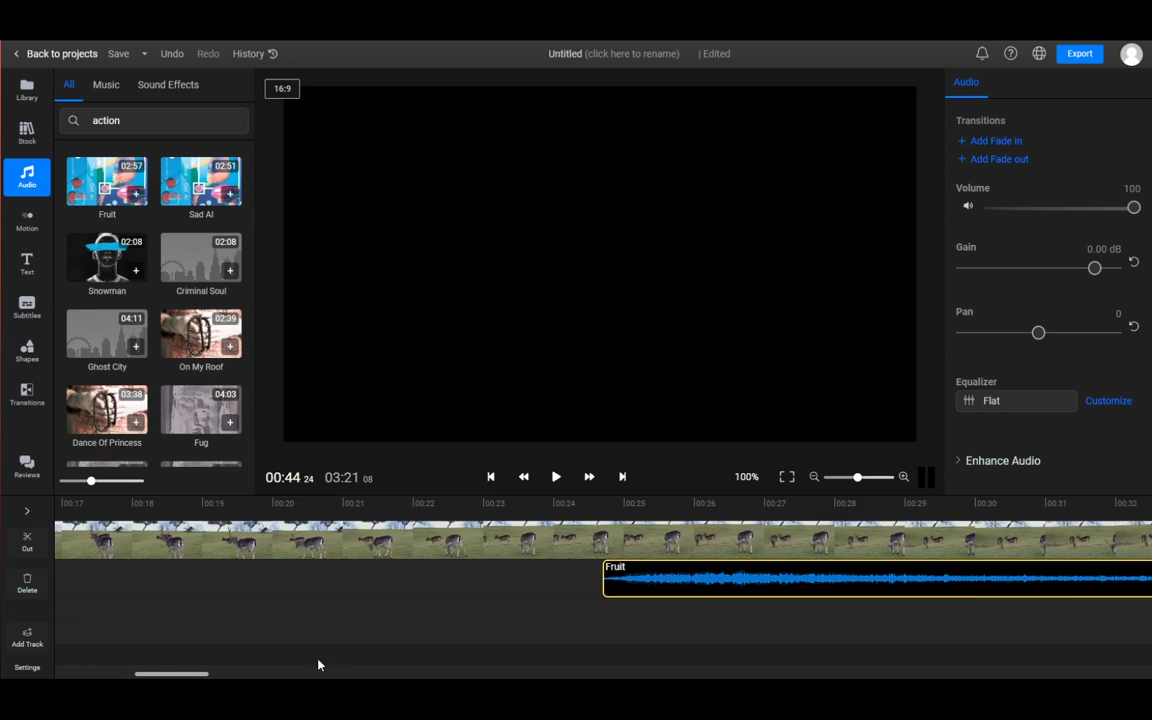 Back to projects Save Undo Redo History Untitled (click here to rename) | Edited Export
Library
Stock
Audio
Motion
Text
Subtitles
Shapes
Transitions
Reviews
All Music Sound Effects
action
02:57 02:51
Fruit Sad AI
02:08 02:08
Snowman Criminal Soul
04:11 02:39
Ghost City On My Roof
03:38 04:03
Dance Of Princess Fug
16:9
Audio
Transitions
+ Add Fade in
+ Add Fade out
Volume 100
Gain 0.00 dB
Pan 0
Equalizer
Flat Customize
Enhance Audio
00:44 24 03:21 08 100%
00:17 00:18 00:19 00:20 00:21 00:22 00:23 00:24 00:25 00:26 00:27 00:28 00:29 00:30 00:31 00:32
Cut
Fruit
Delete
Add Track
Settings